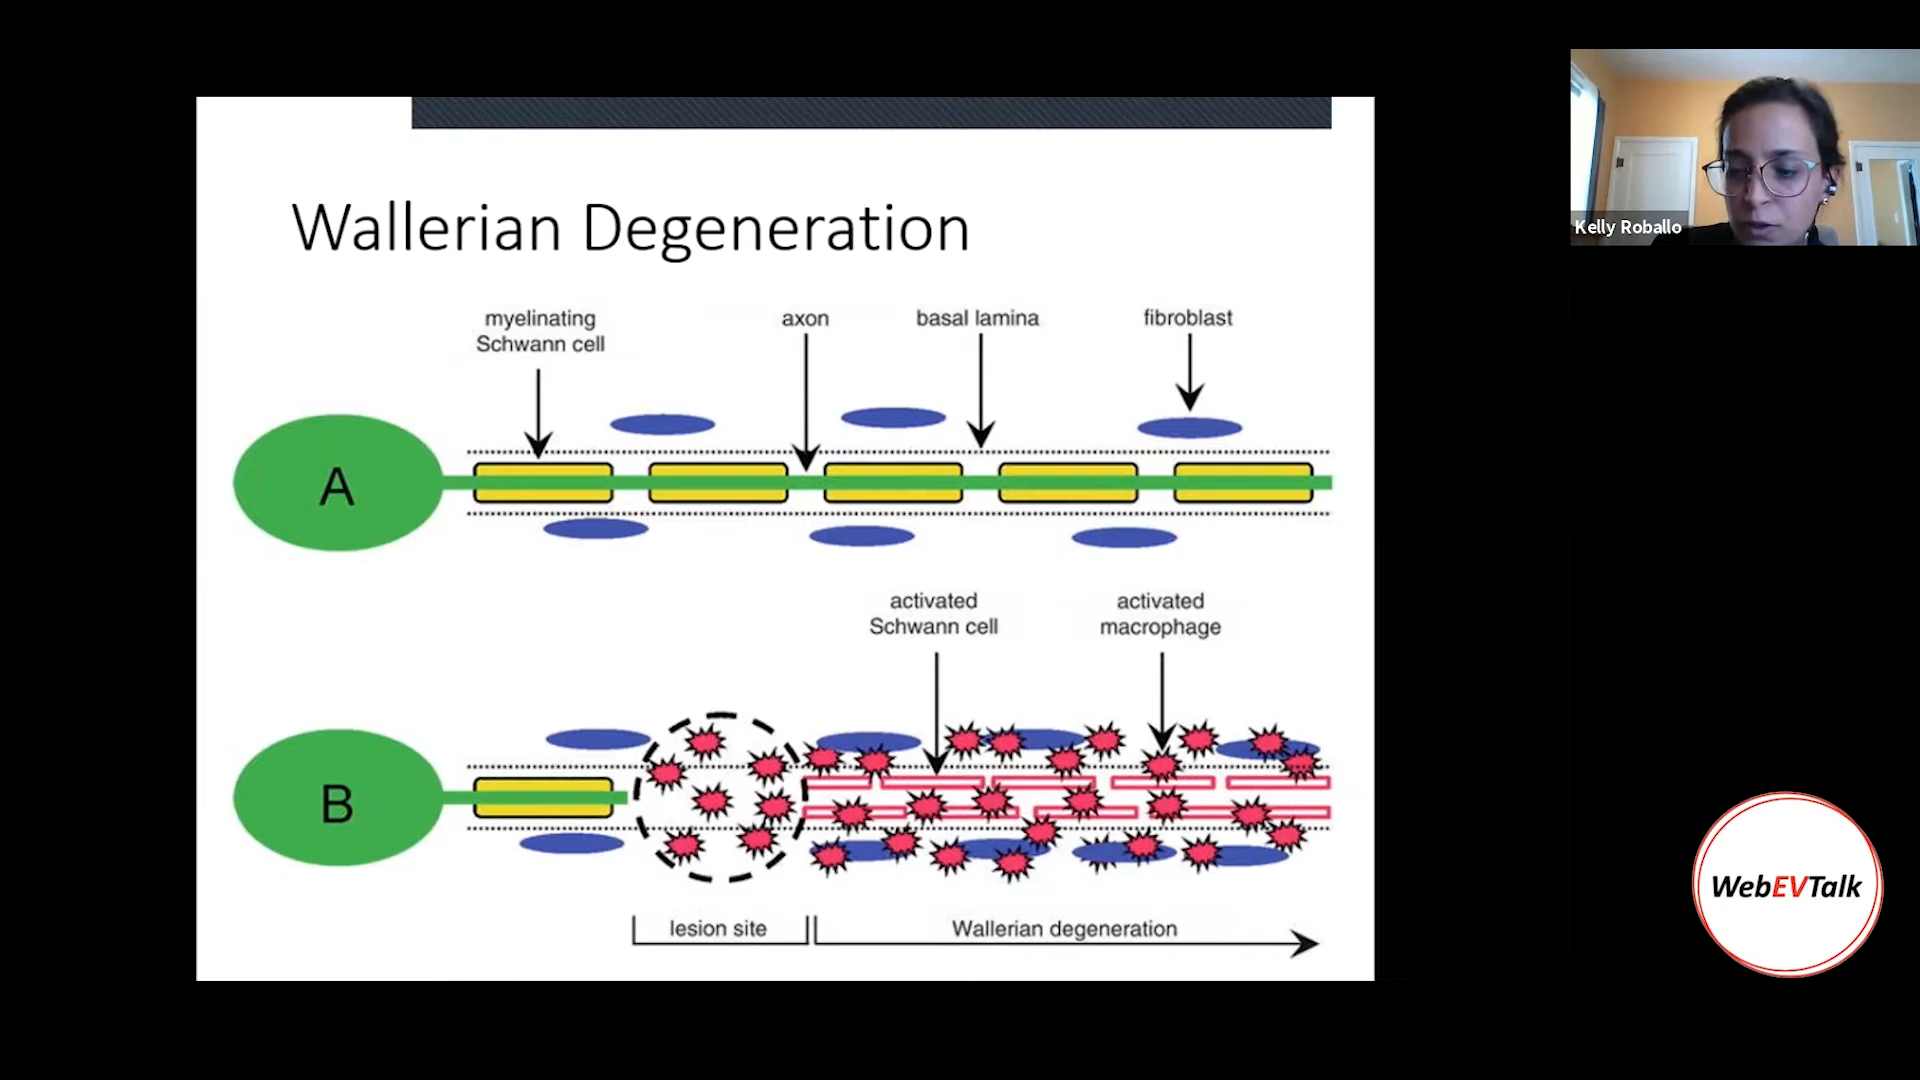 Kelly Roballo
Wallerian Degeneration
myelinating
Schwann cell
axon
basal lamina
fibroblast
A
activated
Schwann cell
activated
macrophage
B
lesion site
Wallerian degeneration
WebEVTalk